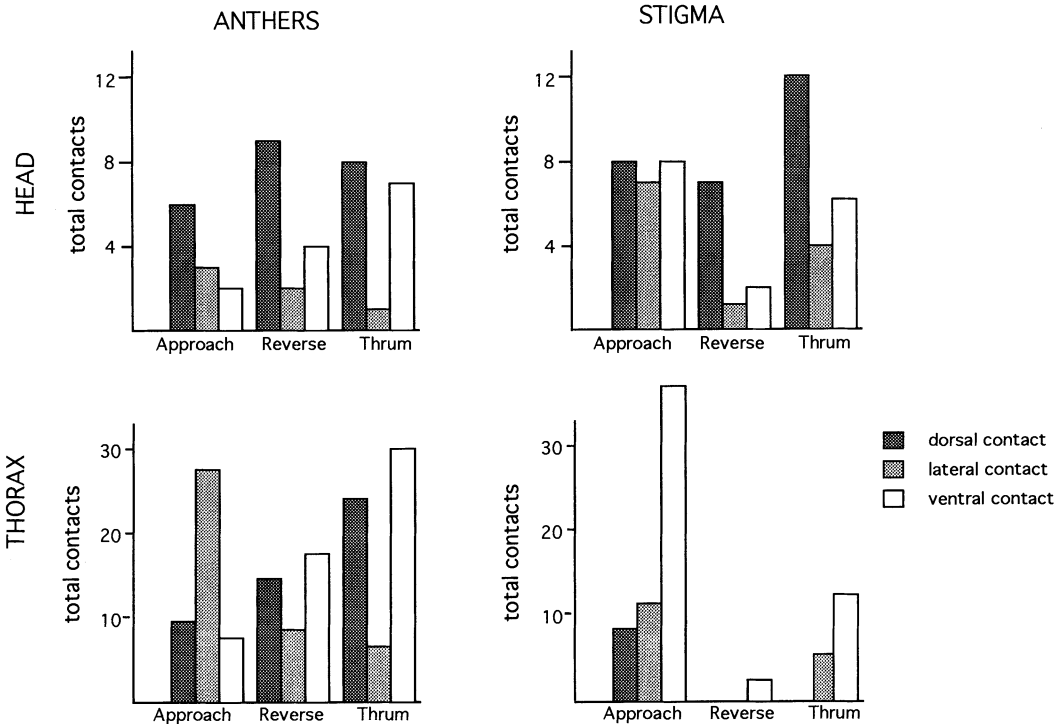 ANTHERS
STIGMA
HEAD
total contacts
12
8
4
Approach Reverse Thrum
total contacts
12
8
4
Approach Reverse Thrum
THORAX
total contacts
30
20
10
Approach Reverse Thrum
total contacts
30
20
10
Approach Reverse Thrum
dorsal contact
lateral contact
ventral contact